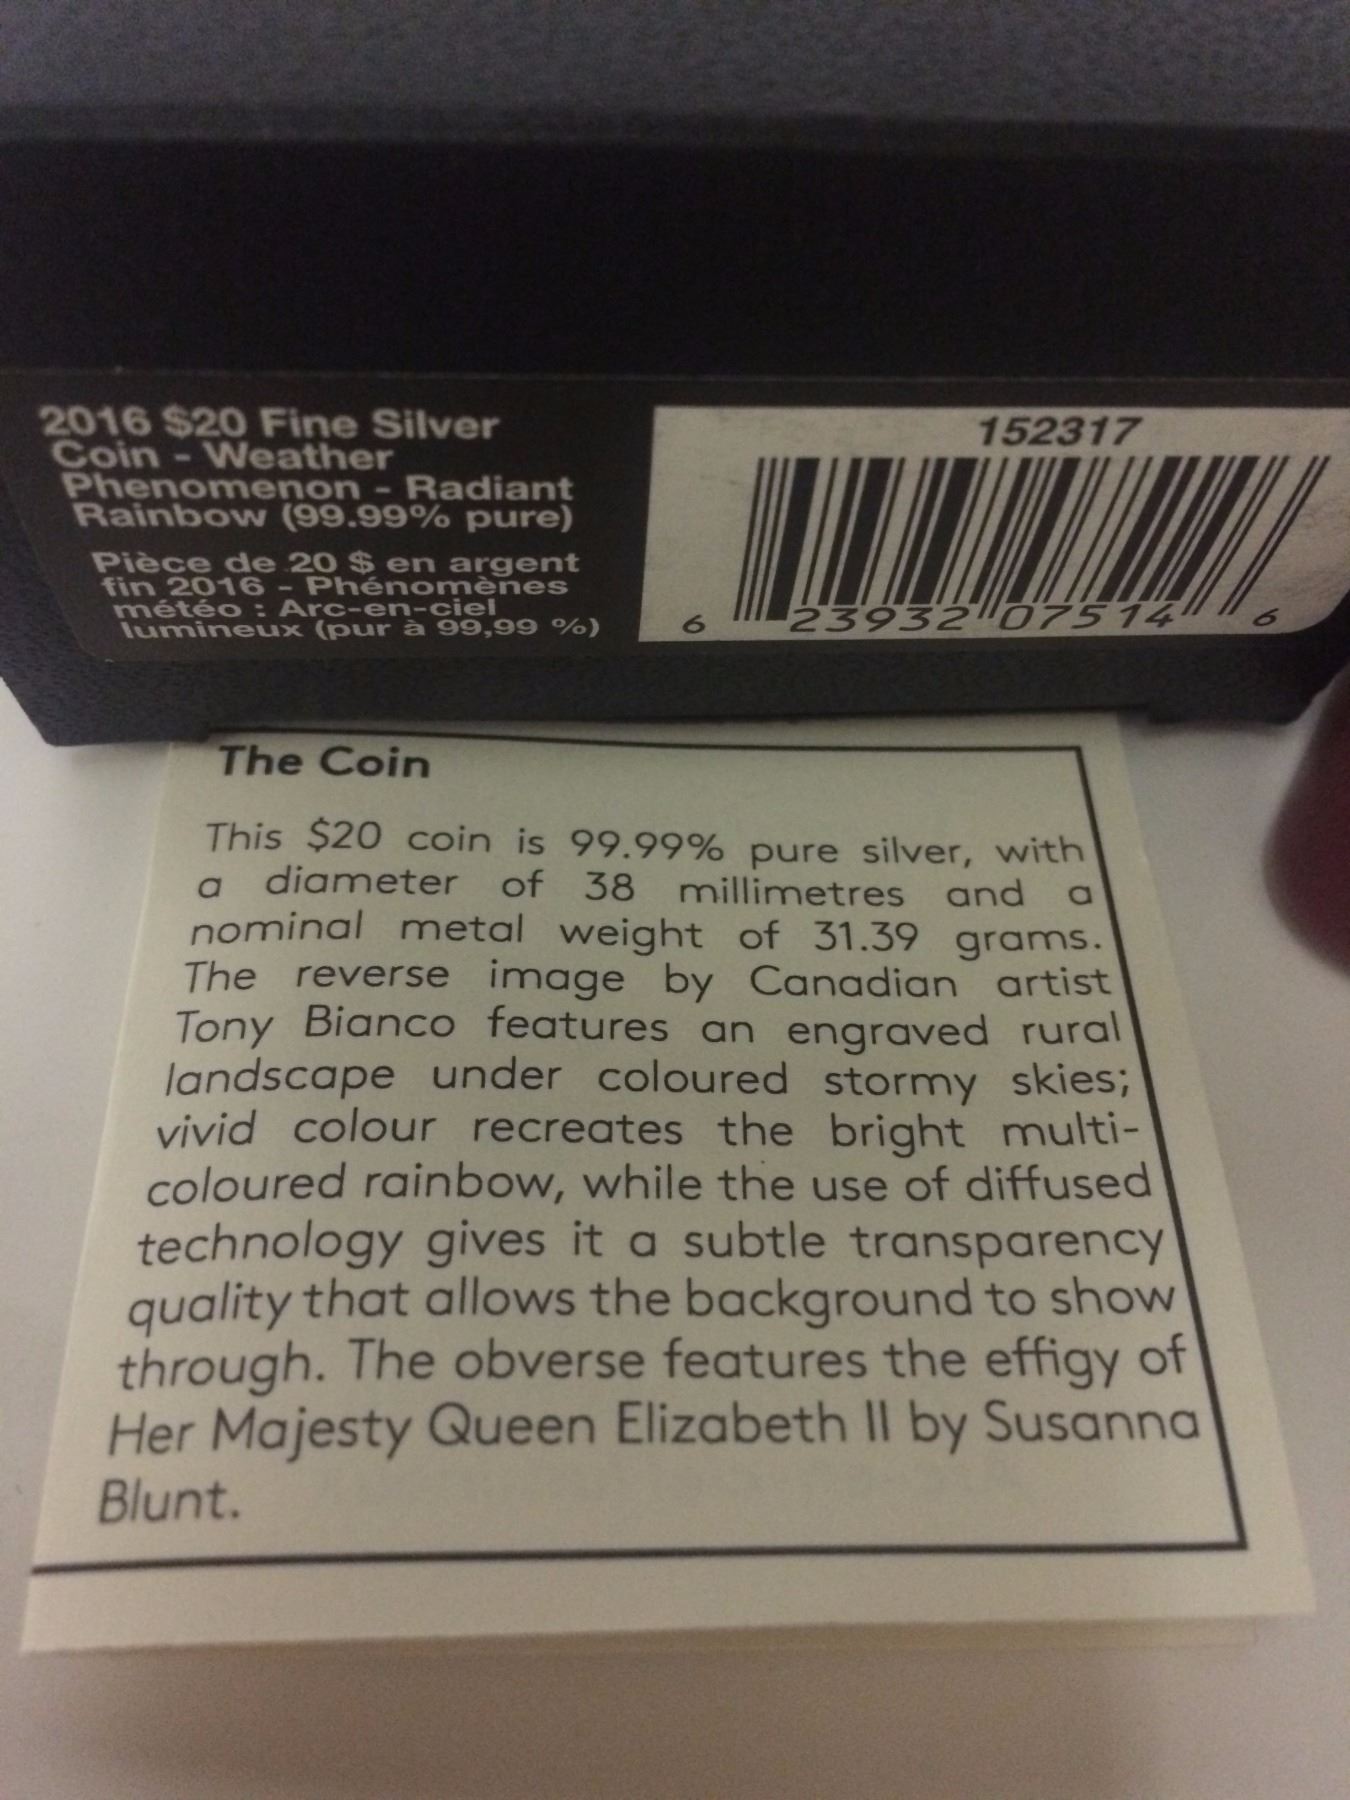 2016 $20 Fine Silver
Coin - Weather
Phenomenon - Radiant
Rainbow (99.99% pure)
Pièce de 20 $ en argent
fin 2016 - Phénomènes
météo : Arc-en-ciel
lumineux (pur à 99,99 %)
152317
6 23932 07514 6
The Coin
This $20 coin is 99.99% pure silver, with
a diameter of 38 millimetres and a
nominal metal weight of 31.39 grams.
The reverse image by Canadian artist
Tony Bianco features an engraved rural
landscape under coloured stormy skies;
vivid colour recreates the bright multi-
coloured rainbow, while the use of diffused
technology gives it a subtle transparency
quality that allows the background to show
through. The obverse features the effigy of
Her Majesty Queen Elizabeth II by Susanna
Blunt.